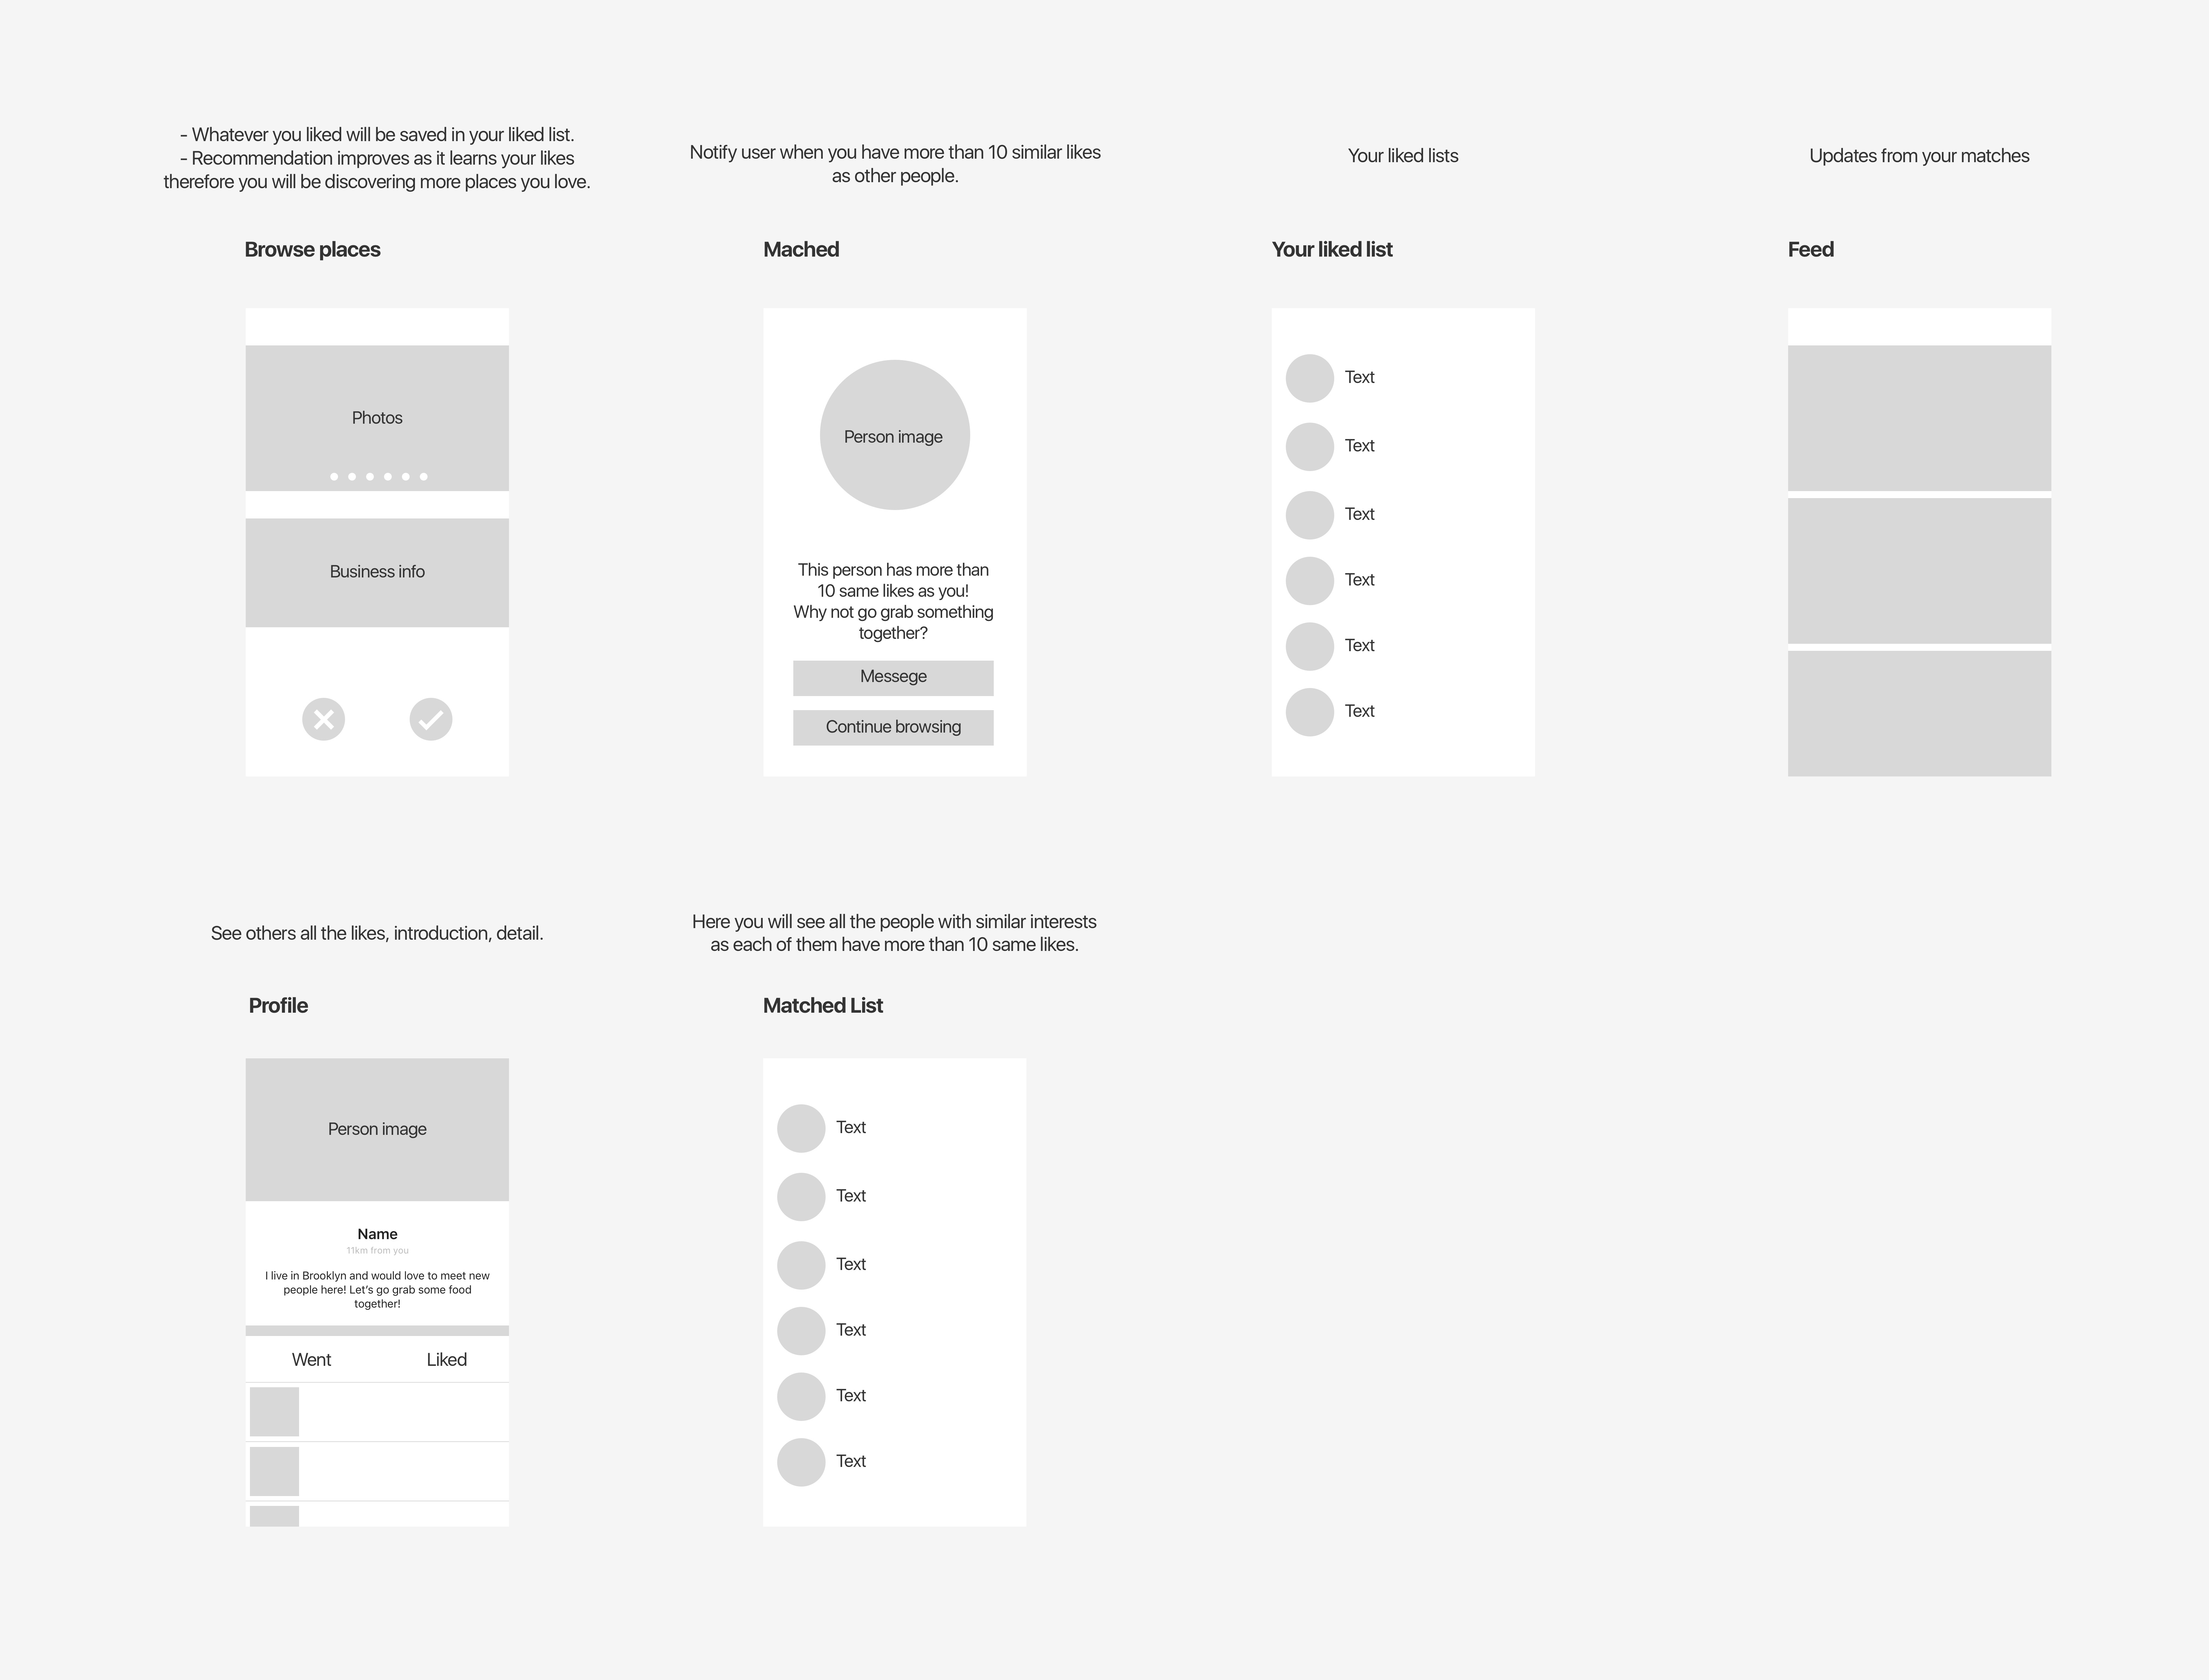 - Whatever you liked will be saved in your liked list.
- Recommendation improves as it learns your likes
therefore you will be discovering more places you love.
Notify user when you have more than 10 similar likes
as other people.
Your liked lists
Updates from your matches
Browse places
Mached
Your liked list
Feed
Photos
Business info
Person image
This person has more than
10 same likes as you!
Why not go grab something
together?
Messege
Continue browsing
Text
Text
Text
Text
Text
Text
See others all the likes, introduction, detail.
Here you will see all the people with similar interests
as each of them have more than 10 same likes.
Profile
Matched List
Person image
Name
11km from you
I live in Brooklyn and would love to meet new
people here! Let's go grab some food
together!
Went
Liked
Text
Text
Text
Text
Text
Text